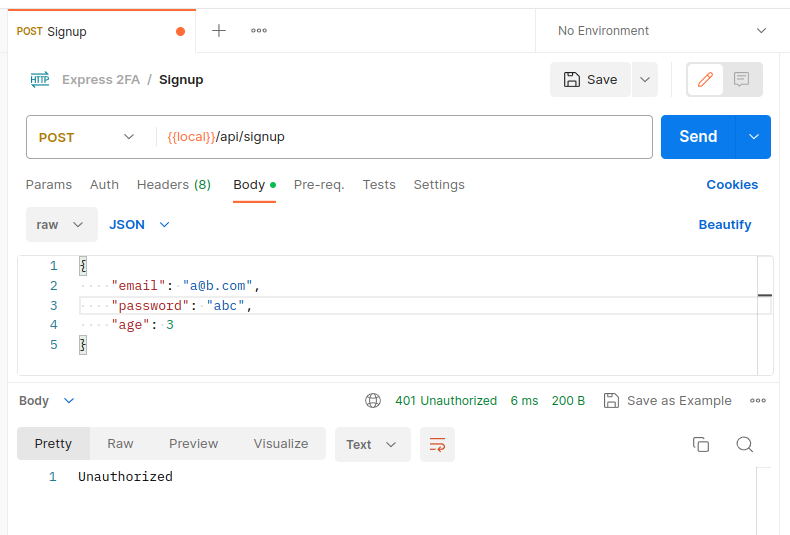 POST Signup
No Environment
HTTP Express 2FA / Signup
Save
POST {{local}}/api/signup
Send
Params Auth Headers (8) Body Pre-req. Tests Settings
Cookies
raw JSON
Beautify
1 {
2 "email": "a@b.com",
3 "password": "abc",
4 "age": 3
5 }
Body 401 Unauthorized 6 ms 200 B Save as Example
Pretty Raw Preview Visualize Text
1 Unauthorized